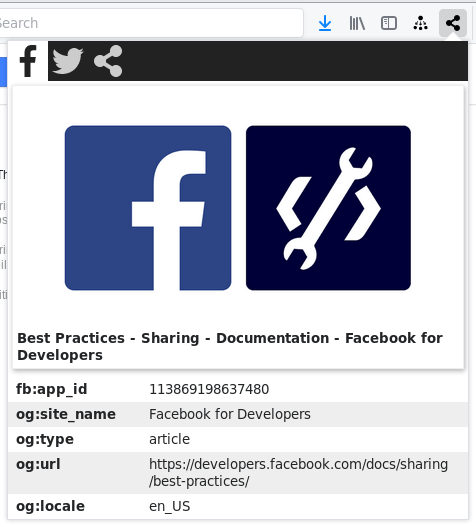 Search
Best Practices - Sharing - Documentation - Facebook for
Developers
fb:app_id 113869198637480
og:site_name Facebook for Developers
og:type article
og:url https://developers.facebook.com/docs/sharing
/best-practices/
og:locale en_US